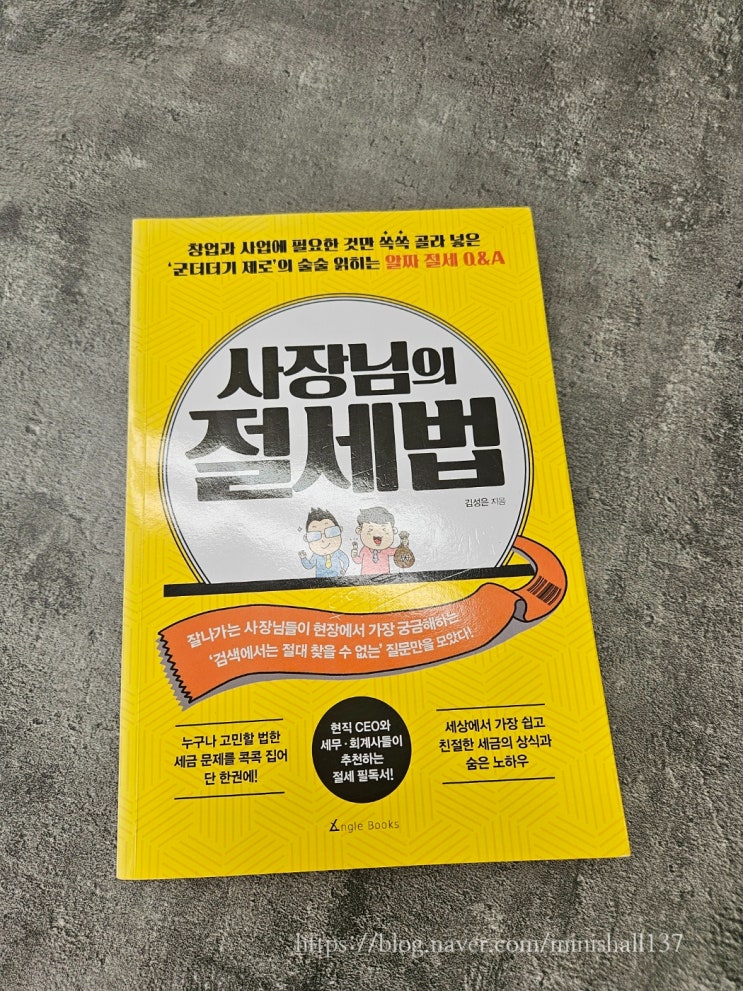 창업과 사업에 필요한 것만 쏙쏙 골라 넣은
'군더더기 제로'의 술술 읽히는 알짜 절세 Q&A
사장님의
절세법
김성은 지음
잘나가는 사장님들이 현장에서 가장 궁금해하는
'검색에서는 절대 찾을 수 없는' 질문만을 모았다!
누구나 고민할 법한
세금 문제를 콕콕 집어
단 한권에!
현직 CEO와
세무·회계사들이
추천하는
절세 필독서!
세상에서 가장 쉽고
친절한 세금의 상식과
숨은 노하우
Angle Books
https://blog.naver.com/minishall137